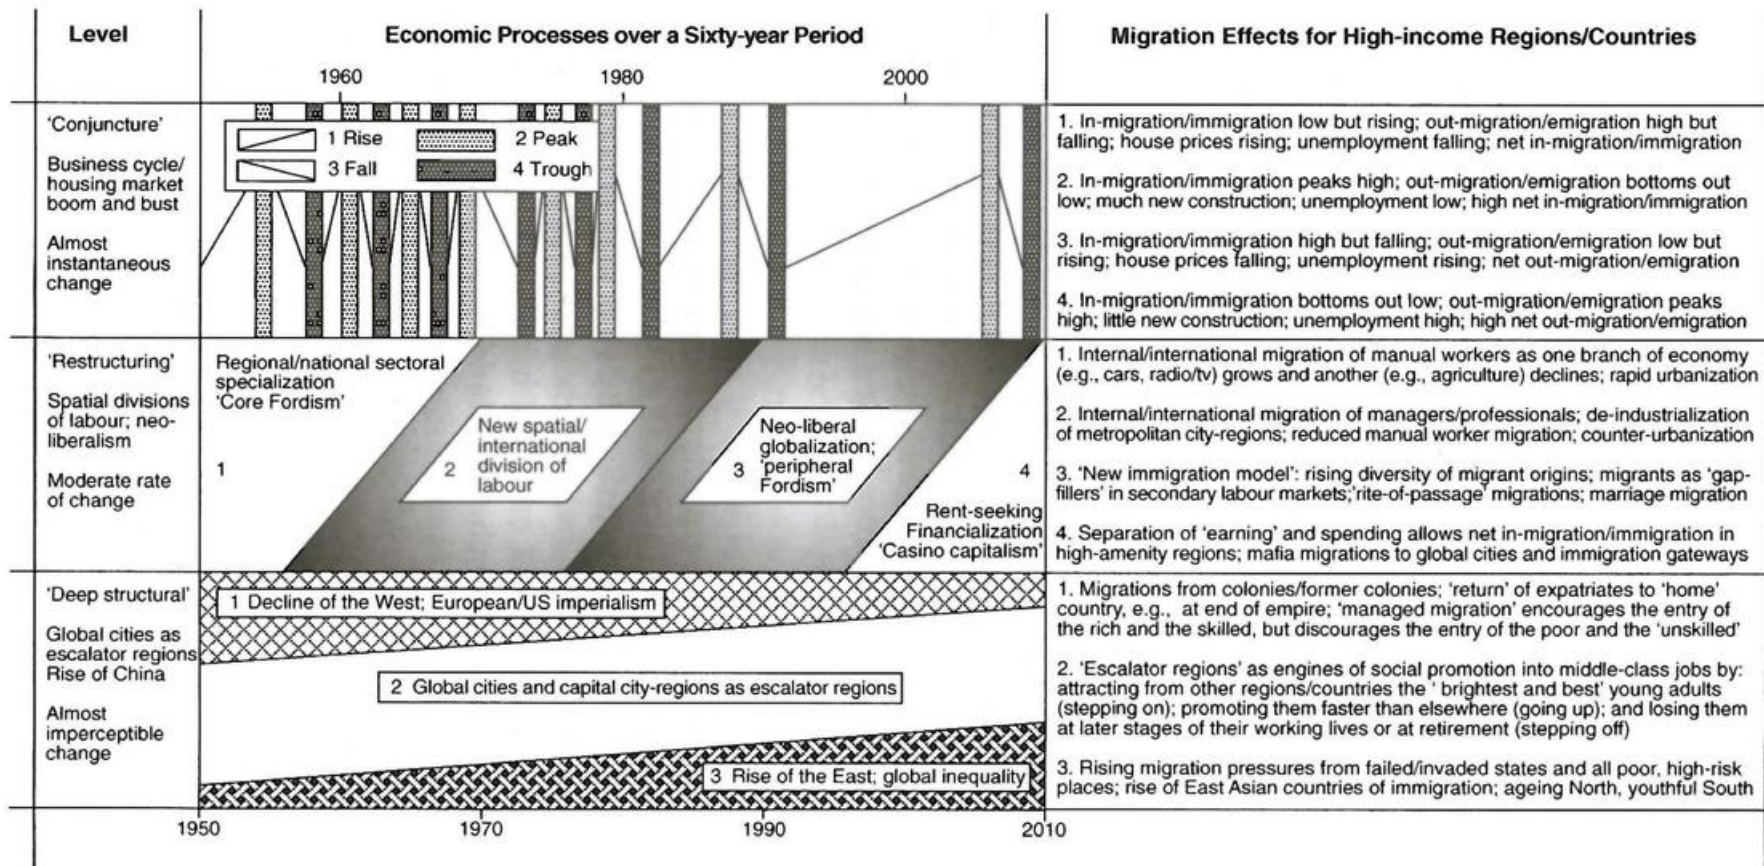 Level
Economic Processes over a Sixty-year Period
Migration Effects for High-income Regions/Countries
1960
1980
2000
'Conjuncture'
Business cycle/
housing market
boom and bust
Almost
instantaneous
change
1 Rise
2 Peak
3 Fall
4 Trough
1. In-migration/immigration low but rising; out-migration/emigration high but
falling; house prices rising; unemployment falling; net in-migration/immigration
2. In-migration/immigration peaks high; out-migration/emigration bottoms out
low; much new construction; unemployment low; high net in-migration/immigration
3. In-migration/immigration high but falling; out-migration/emigration low but
rising; house prices falling; unemployment rising; net out-migration/emigration
4. In-migration/immigration bottoms out low; out-migration/emigration peaks
high; little new construction; unemployment high; high net out-migration/emigration
'Restructuring'
Spatial divisions
of labour; neo-
liberalism
Moderate rate
of change
Regional/national sectoral
specialization
'Core Fordism'
1
New spatial/
international
2 division of
labour
Neo-liberal
globalization;
3 'peripheral
Fordism'
4
Rent-seeking
Financialization
'Casino capitalism'
1. Internal/international migration of manual workers as one branch of economy
(e.g., cars, radio/tv) grows and another (e.g., agriculture) declines; rapid urbanization
2. Internal/international migration of managers/professionals; de-industrialization
of metropolitan city-regions; reduced manual worker migration; counter-urbanization
3. 'New immigration model': rising diversity of migrant origins; migrants as 'gap-
fillers' in secondary labour markets;'rite-of-passage' migrations; marriage migration
4. Separation of 'earning' and spending allows net in-migration/immigration in
high-amenity regions; mafia migrations to global cities and immigration gateways
'Deep structural'
Global cities as
escalator regions
Rise of China
Almost
imperceptible
change
1 Decline of the West; European/US imperialism
2 Global cities and capital city-regions as escalator regions
3 Rise of the East; global inequality
1. Migrations from colonies/former colonies; 'return' of expatriates to 'home'
country, e.g., at end of empire; 'managed migration' encourages the entry of
the rich and the skilled, but discourages the entry of the poor and the 'unskilled'
2. 'Escalator regions' as engines of social promotion into middle-class jobs by:
attracting from other regions/countries the ' brightest and best' young adults
(stepping on); promoting them faster than elsewhere (going up); and losing them
at later stages of their working lives or at retirement (stepping off)
3. Rising migration pressures from failed/invaded states and all poor, high-risk
places; rise of East Asian countries of immigration; ageing North, youthful South
1950
1970
1990
2010